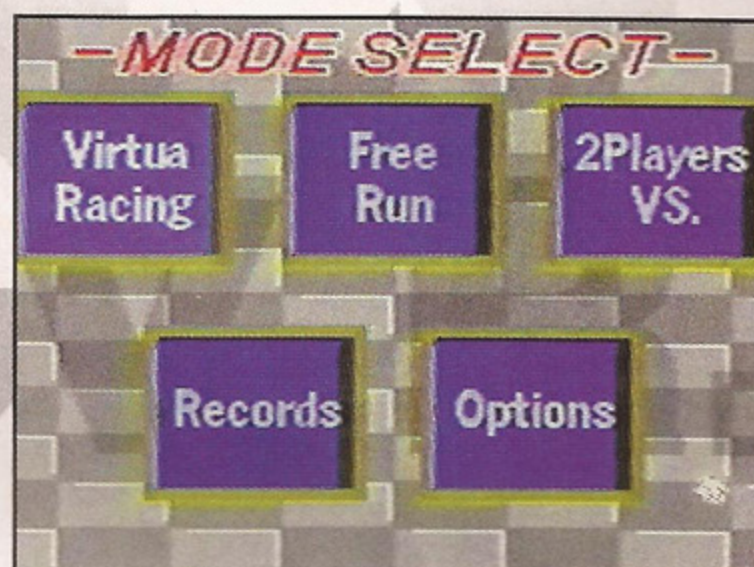 -MODE SELECT-
Virtua
Racing
Free
Run
2Players
VS.
Records
Options